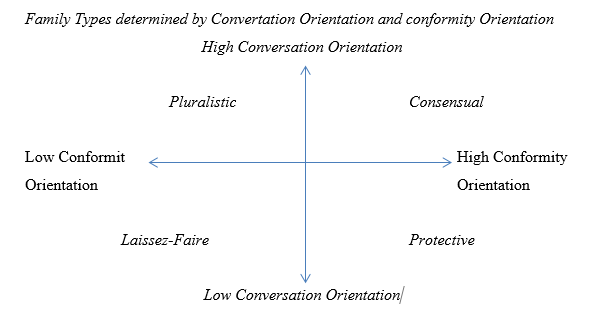 Family Types determined by Convertation Orientation and conformity Orientation
High Conversation Orientation
Pluralistic
Consensual
Low Conformit
Orientation
High Conformity
Orientation
Laissez-Faire
Protective
Low Conversation Orientation